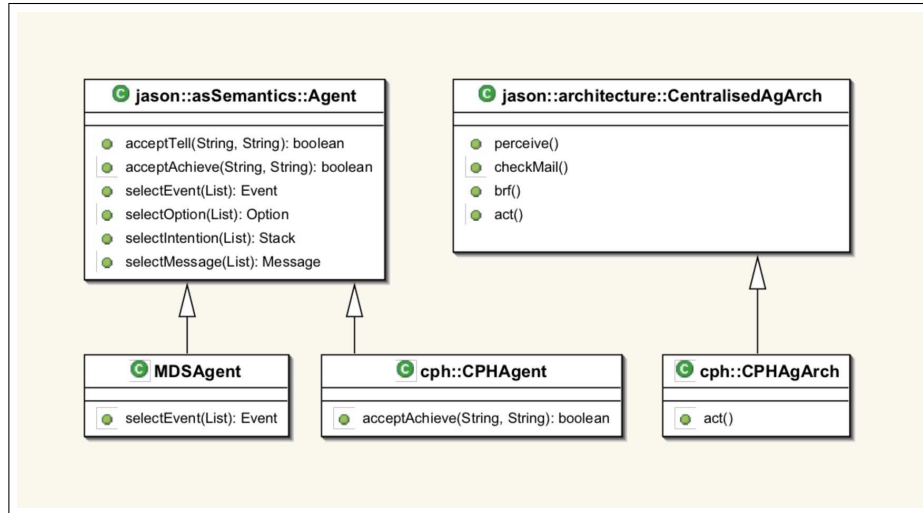 jason::asSemantics::Agent
acceptTell(String, String): boolean
acceptAchieve(String, String): boolean
selectEvent(List): Event
selectOption(List): Option
selectIntention(List): Stack
selectMessage(List): Message
jason::architecture::CentralisedAgArch
perceive()
checkMail()
brf()
act()
MDSAgent
selectEvent(List): Event
cph::CPHAgent
acceptAchieve(String, String): boolean
cph::CPHAgArch
act()